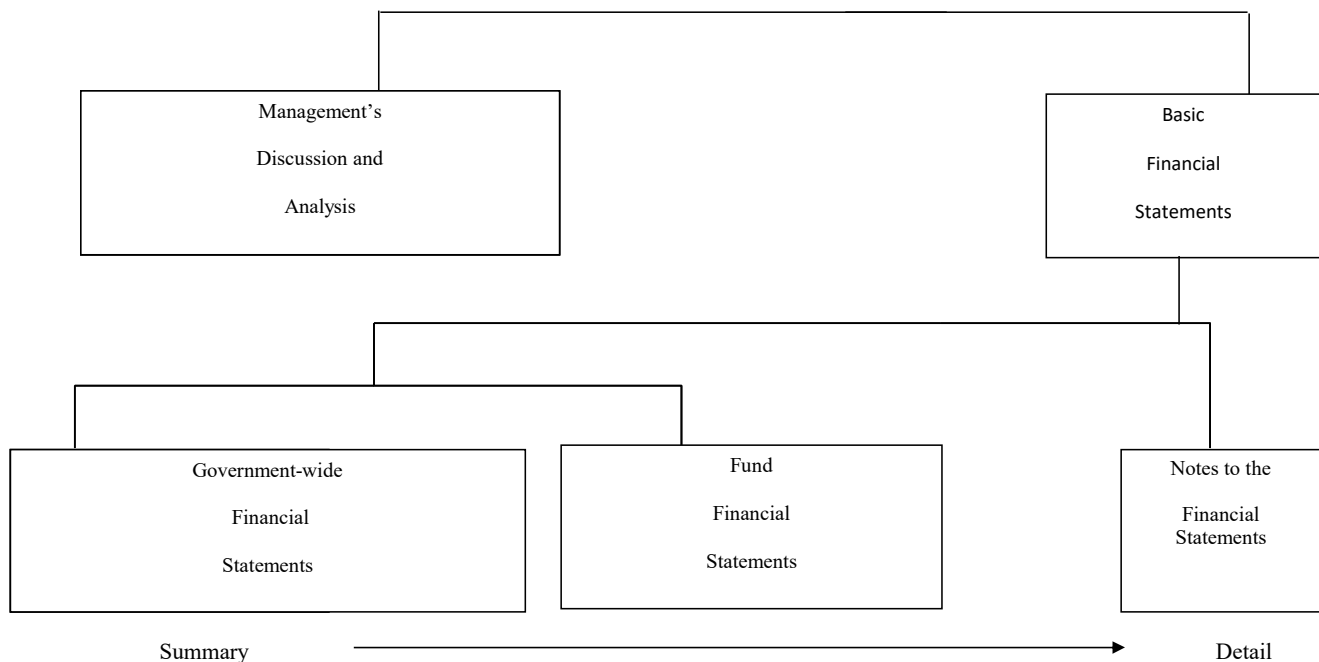 Management’s
Discussion and
Analysis
Basic
Financial
Statements
Government-wide
Financial
Statements
Fund
Financial
Statements
Notes to the
Financial
Statements
Summary
Detail